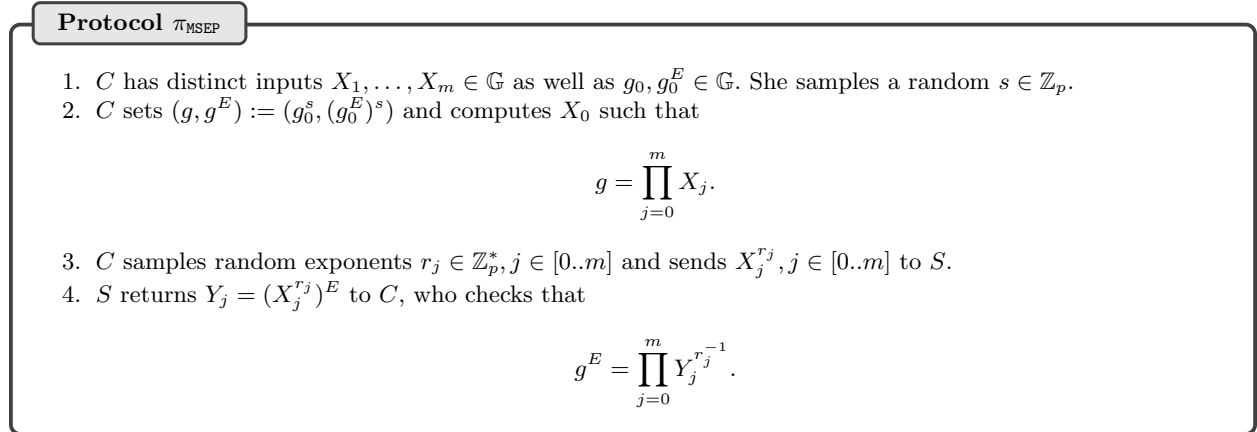 Protocol π_MSEP
1. C has distinct inputs X_1, . . . , X_m ∈ 𝔾 as well as g_0, g_0^E ∈ 𝔾. She samples a random s ∈ ℤ_p.
2. C sets (g, g^E) := (g_0^s, (g_0^E)^s) and computes X_0 such that
g = ∏_{j=0}^{m} X_j.
3. C samples random exponents r_j ∈ ℤ_p^*, j ∈ [0..m] and sends X_j^{r_j}, j ∈ [0..m] to S.
4. S returns Y_j = (X_j^{r_j})^E to C, who checks that
g^E = ∏_{j=0}^{m} Y_j^{r_j^{-1}}.